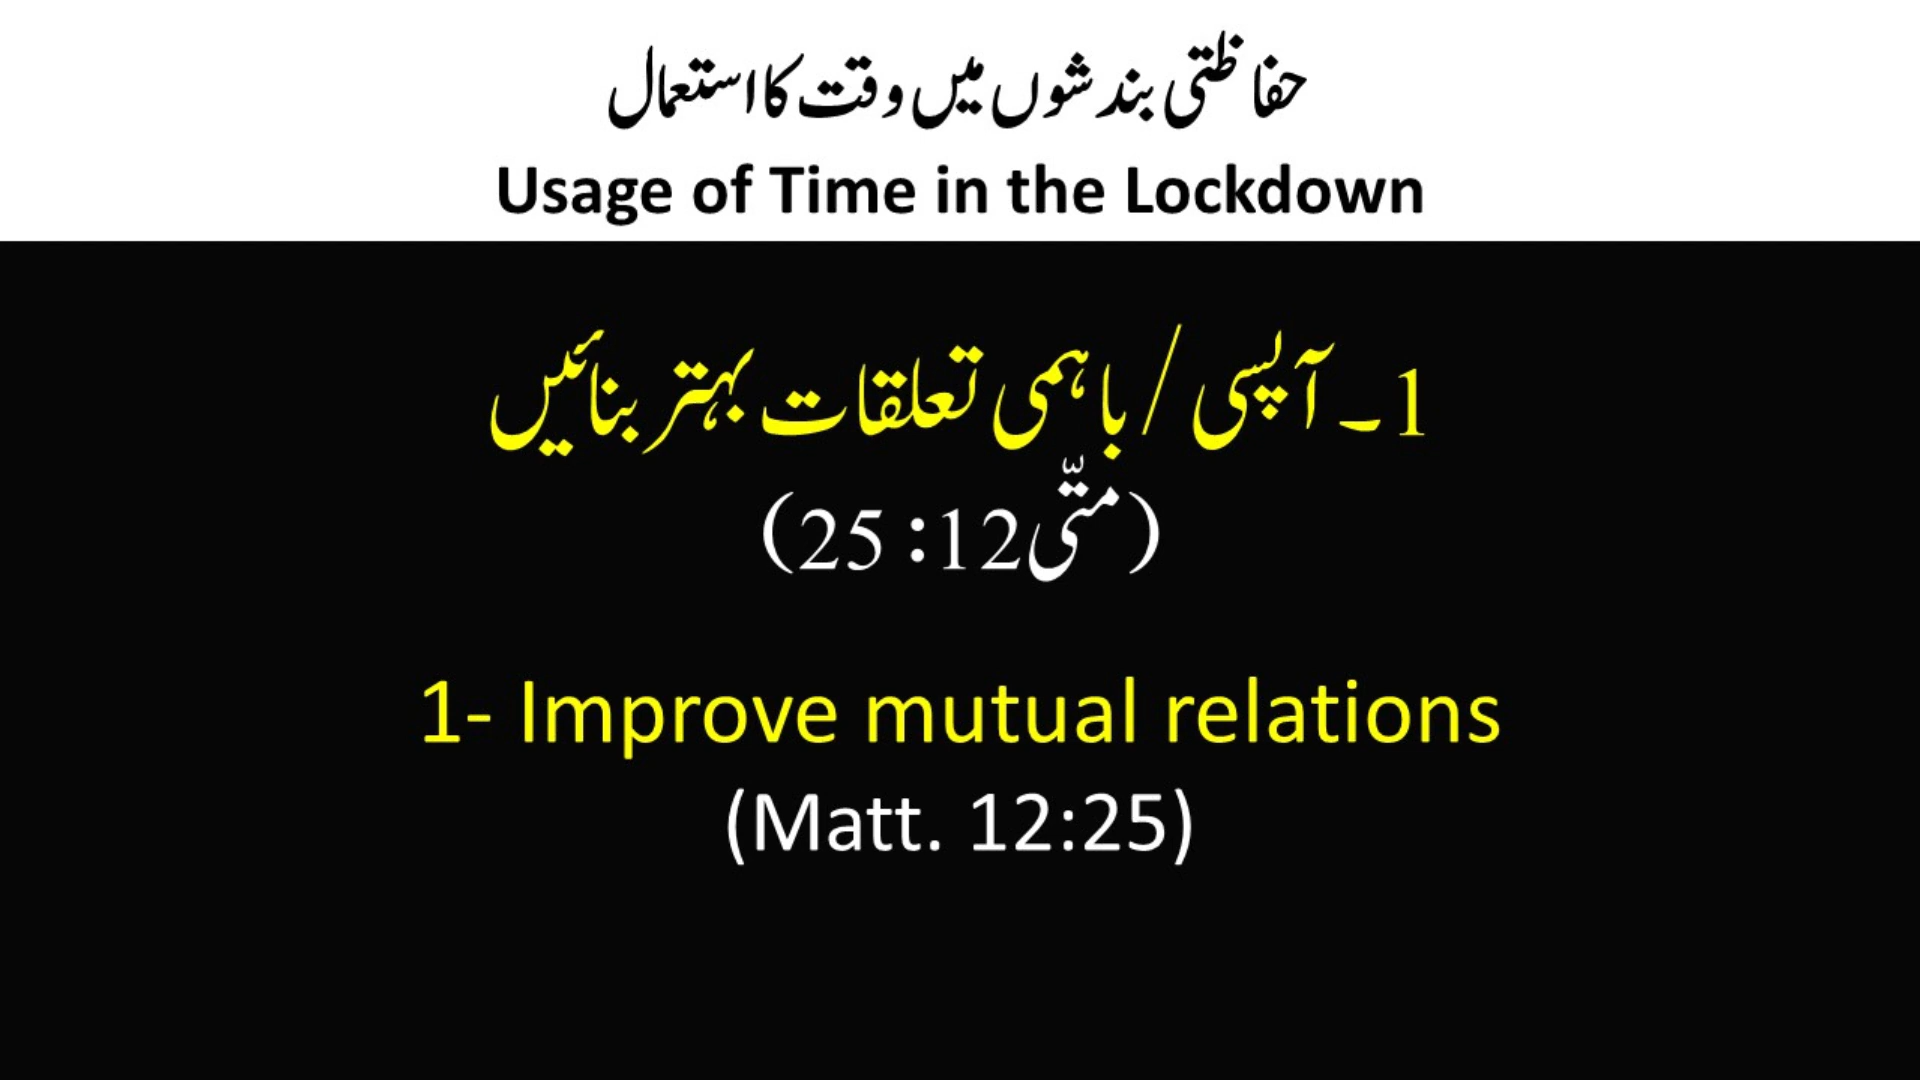 حفاظتی بندشوں میں وقت کا استعمال
Usage of Time in the Lockdown
1۔ آپسی / باہمی تعلقات بہتر بنائیں
(متّی 12: 25)
1- Improve mutual relations
(Matt. 12:25)